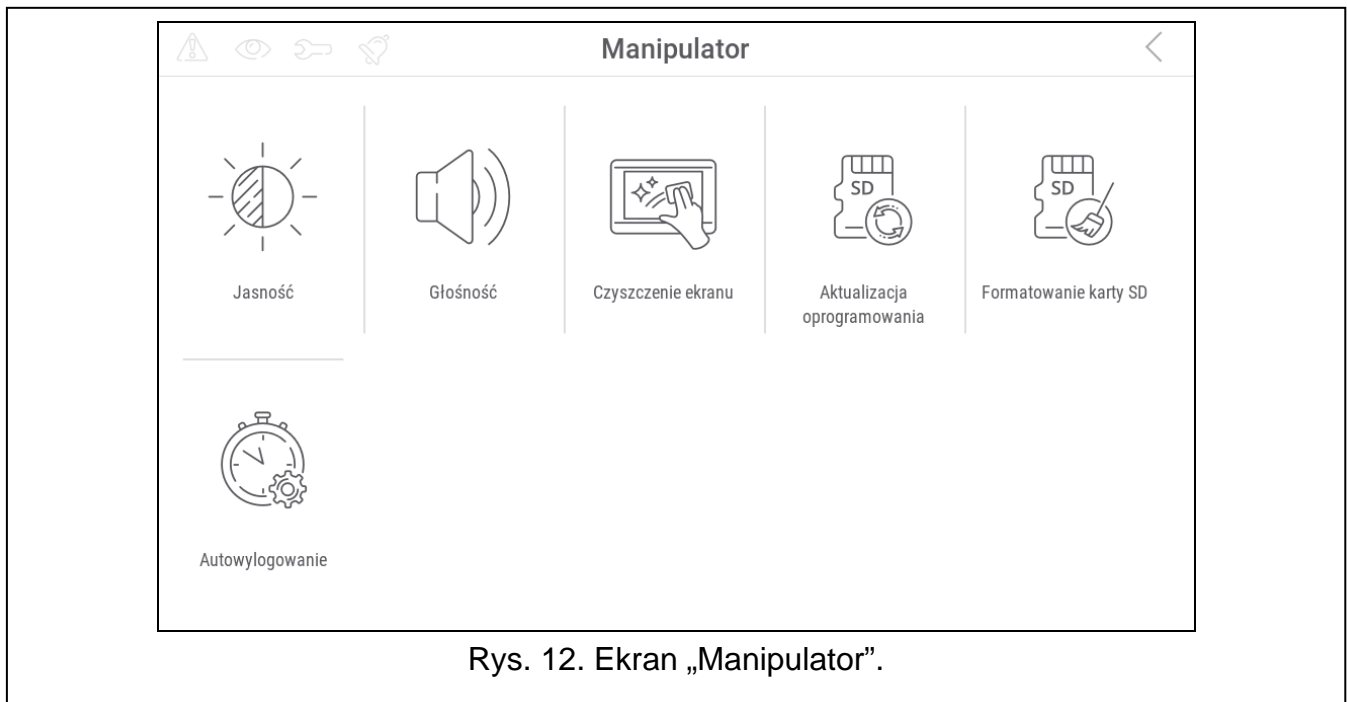 Manipulator
SD
SD
Jasność
Głośność
Czyszczenie ekranu
Aktualizacja
oprogramowania
Formatowanie karty SD
Autowylogowanie
Rys. 12. Ekran „Manipulator”.